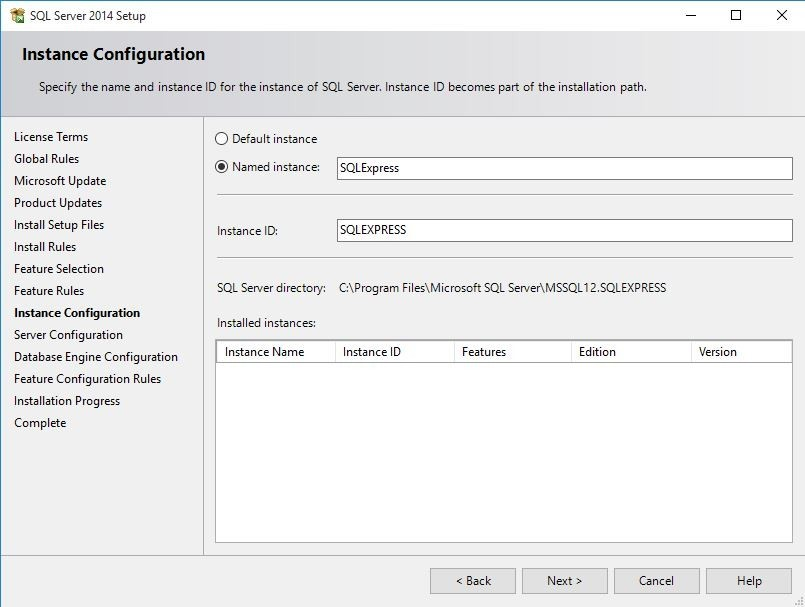 SQL Server 2014 Setup
Instance Configuration
Specify the name and instance ID for the instance of SQL Server. Instance ID becomes part of the installation path.
License Terms
Global Rules
Microsoft Update
Product Updates
Install Setup Files
Install Rules
Feature Selection
Feature Rules
Instance Configuration
Server Configuration
Database Engine Configuration
Feature Configuration Rules
Installation Progress
Complete
Default instance
Named instance: SQLExpress
Instance ID: SQLEXPRESS
SQL Server directory: C:\Program Files\Microsoft SQL Server\MSSQL12.SQLEXPRESS
Installed instances:
Instance Name Instance ID Features Edition Version
< Back Next > Cancel Help